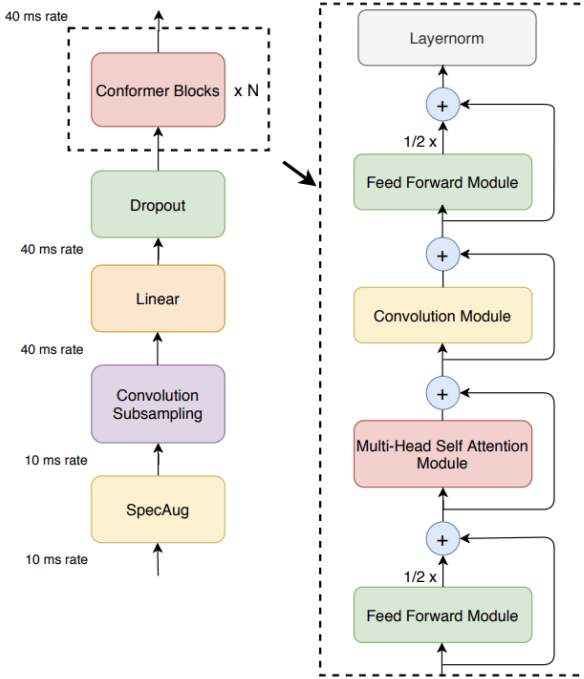 40 ms rate
Conformer Blocks
x N
Dropout
40 ms rate
Linear
40 ms rate
Convolution
Subsampling
10 ms rate
SpecAug
10 ms rate
Layernorm
+
1/2 x
Feed Forward Module
+
Convolution Module
+
Multi-Head Self Attention
Module
+
1/2 x
Feed Forward Module